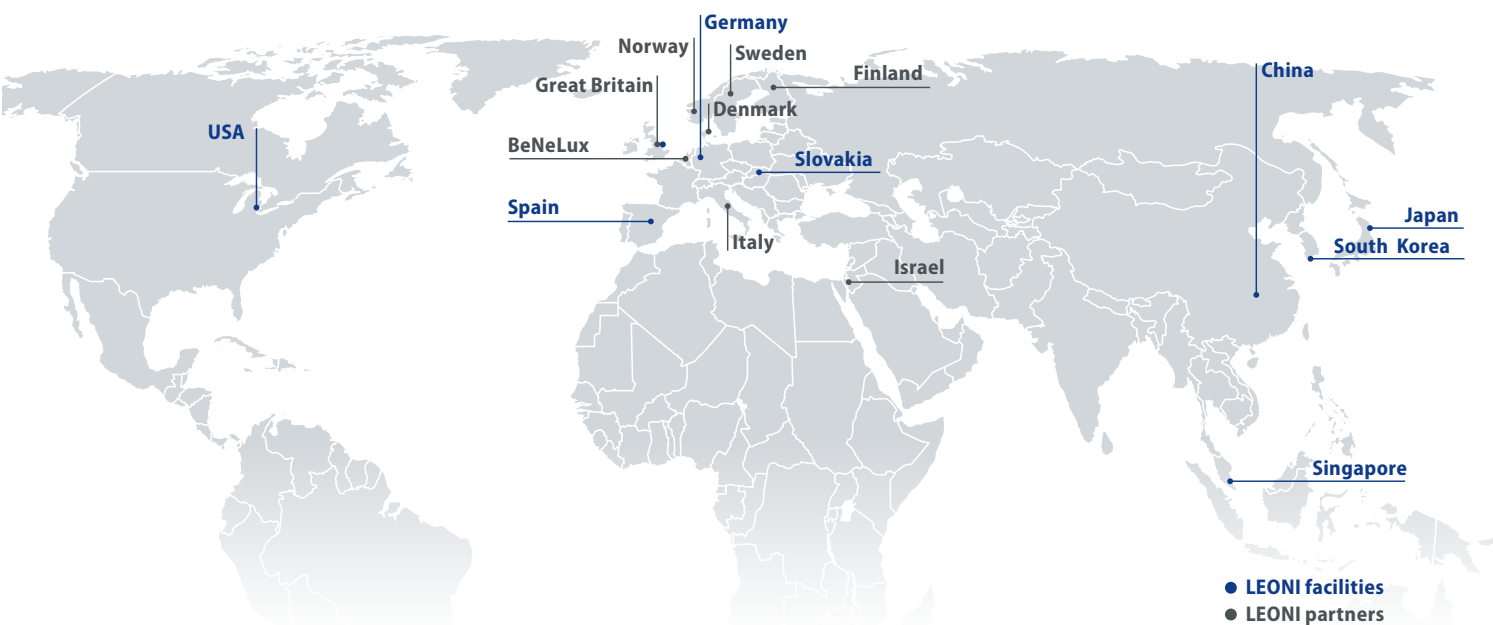 Germany
Norway
Sweden
Great Britain
Finland
China
Denmark
USA
BeNeLux
Slovakia
Spain
Japan
Italy
South Korea
Israel
Singapore
LEONI facilities
LEONI partners